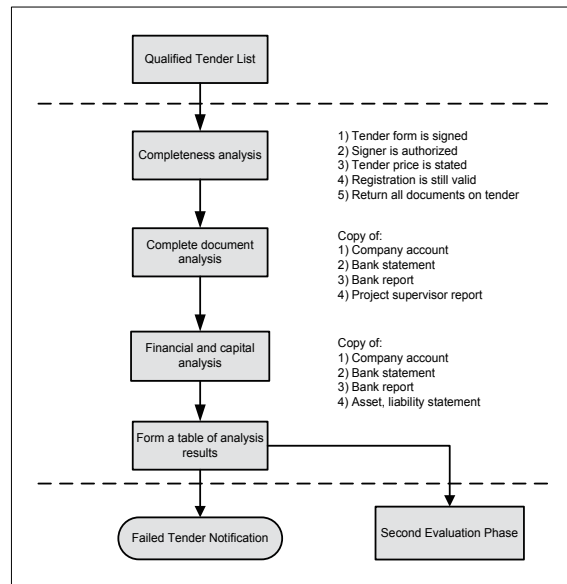 Qualified Tender List
Completeness analysis
1) Tender form is signed
2) Signer is authorized
3) Tender price is stated
4) Registration is still valid
5) Return all documents on tender
Complete document
analysis
Copy of:
1) Company account
2) Bank statement
3) Bank report
4) Project supervisor report
Financial and capital
analysis
Copy of:
1) Company account
2) Bank statement
3) Bank report
4) Asset, liability statement
Form a table of analysis
results
Failed Tender Notification
Second Evaluation Phase